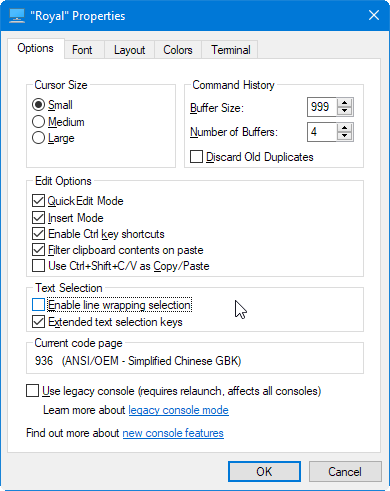 "Royal" Properties
Options Font Layout Colors Terminal
Cursor Size
Small
Medium
Large
Command History
Buffer Size: 999
Number of Buffers: 4
Discard Old Duplicates
Edit Options
QuickEdit Mode
Insert Mode
Enable Ctrl key shortcuts
Filter clipboard contents on paste
Use Ctrl+Shift+C/V as Copy/Paste
Text Selection
Enable line wrapping selection
Extended text selection keys
Current code page
936 (ANSI/OEM - Simplified Chinese GBK)
Use legacy console (requires relaunch, affects all consoles)
Learn more about legacy console mode
Find out more about new console features
OK Cancel